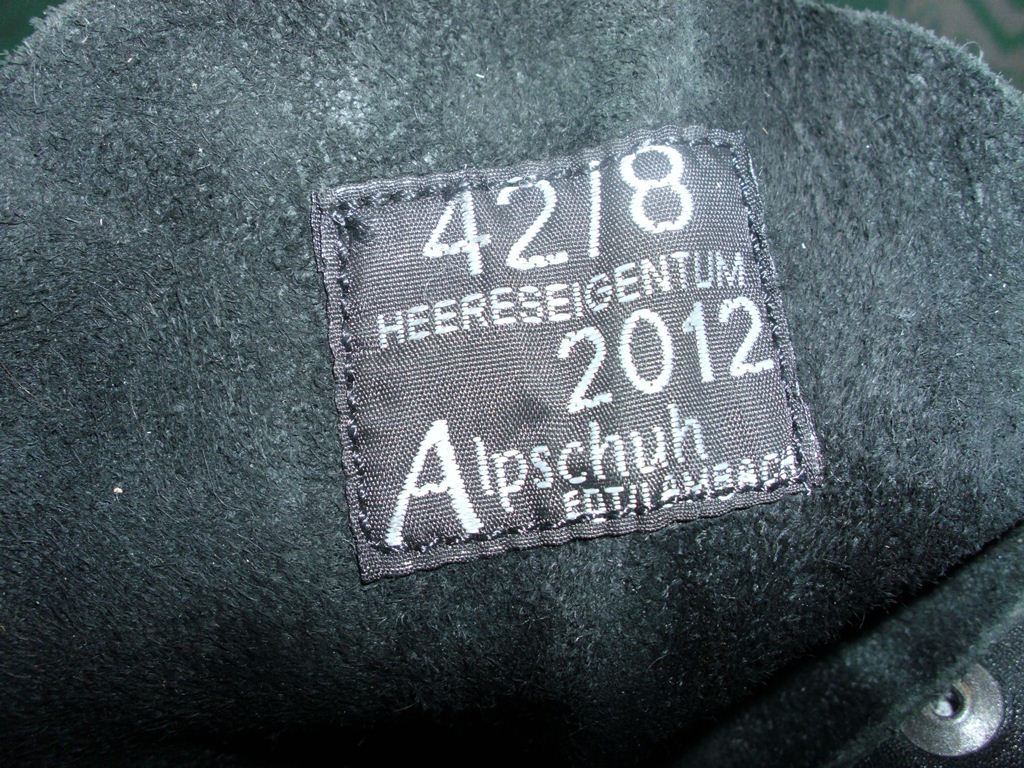 42/8
HEERESEIGENTUM
2012
Alpschuh